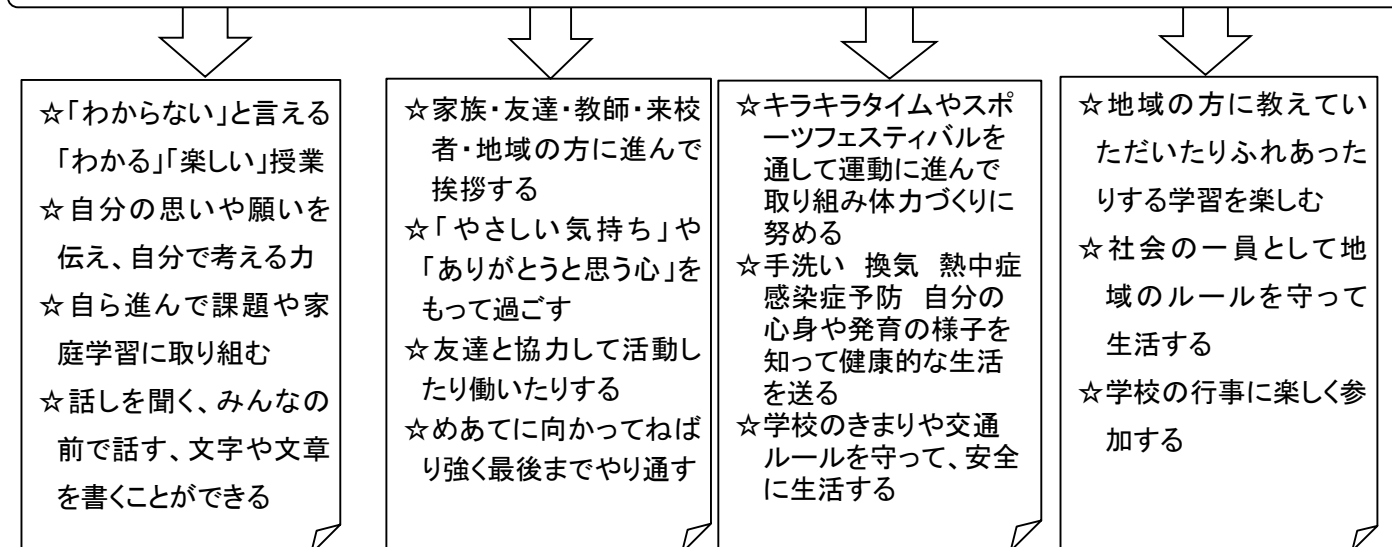 ☆「わからない」と言える
「わかる」「楽しい」授業
☆自分の思いや願いを
伝え、自分で考える力
☆自ら進んで課題や家
庭学習に取り組む
☆話しを聞く、みんなの
前で話す、文字や文章
を書くことができる
☆家族・友達・教師・来校
者・地域の方に進んで
挨拶する
☆「やさしい気持ち」や
「ありがとうと思う心」を
もって過ごす
☆友達と協力して活動し
たり働いたりする
☆めあてに向かってねば
り強く最後までやり通す
☆キラキラタイムやスポ
ーツフェスティバルを
通して運動に進んで
取り組み体力づくりに
努める
☆手洗い 換気 熱中症
感染症予防 自分の
心身や発育の様子を
知って健康的な生活
を送る
☆学校のきまりや交通
ルールを守って、安全
に生活する
☆地域の方に教えてい
ただいたりふれあった
りする学習を楽しむ
☆社会の一員として地
域のルールを守って
生活する
☆学校の行事に楽しく参
加する